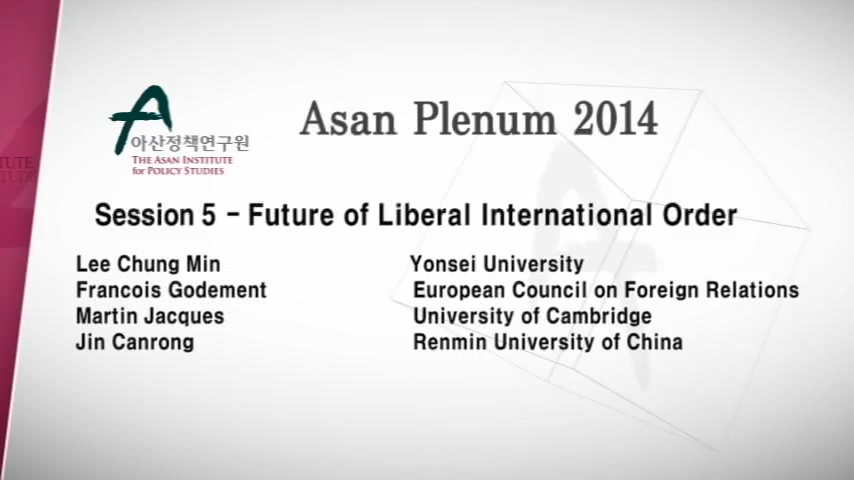 아산정책연구원
THE ASAN INSTITUTE
for POLICY STUDIES
Asan Plenum 2014
Session 5 - Future of Liberal International Order
Lee Chung Min Yonsei University
Francois Godement European Council on Foreign Relations
Martin Jacques University of Cambridge
Jin Canrong Renmin University of China